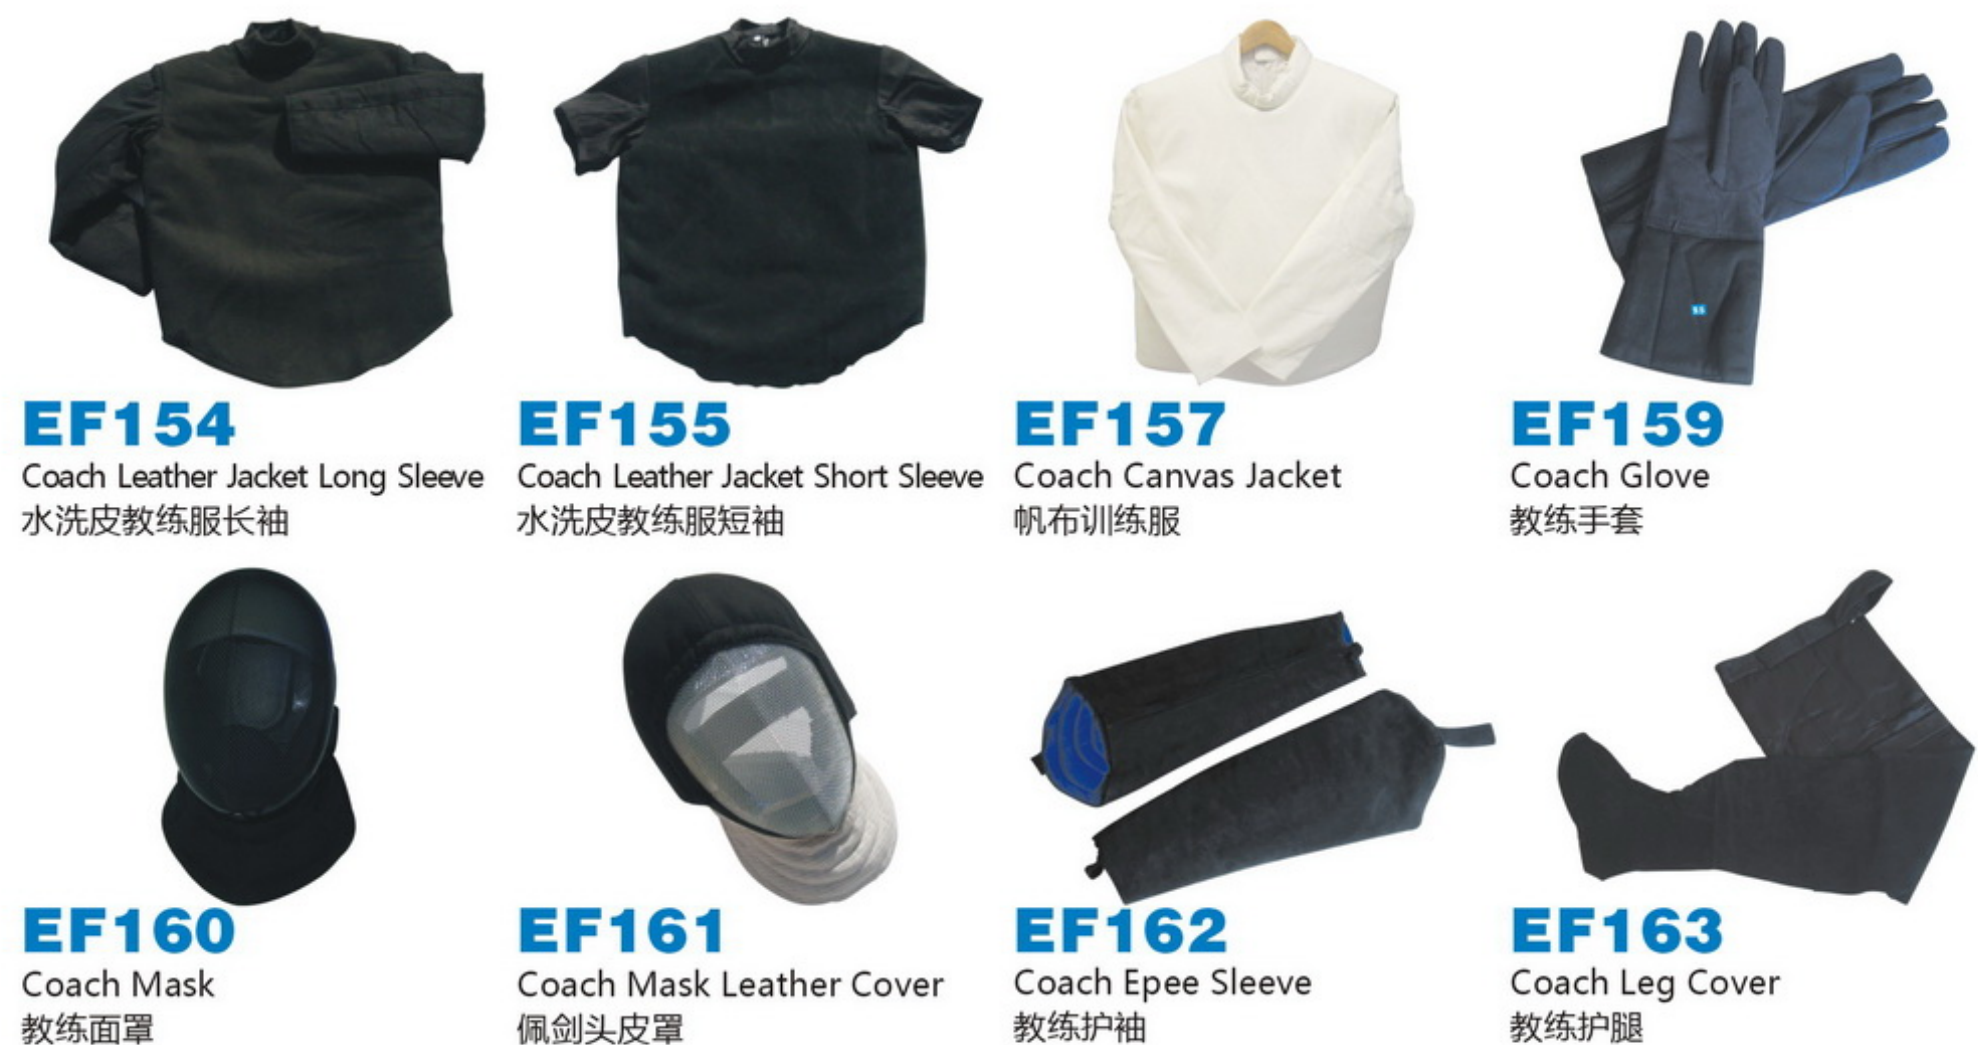 EF154
Coach Leather Jacket Long Sleeve
水洗皮教练服长袖
EF155
Coach Leather Jacket Short Sleeve
水洗皮教练服短袖
EF157
Coach Canvas Jacket
帆布训练服
EF159
Coach Glove
教练手套
EF160
Coach Mask
教练面罩
EF161
Coach Mask Leather Cover
佩剑头皮罩
EF162
Coach Epee Sleeve
教练护袖
EF163
Coach Leg Cover
教练护腿